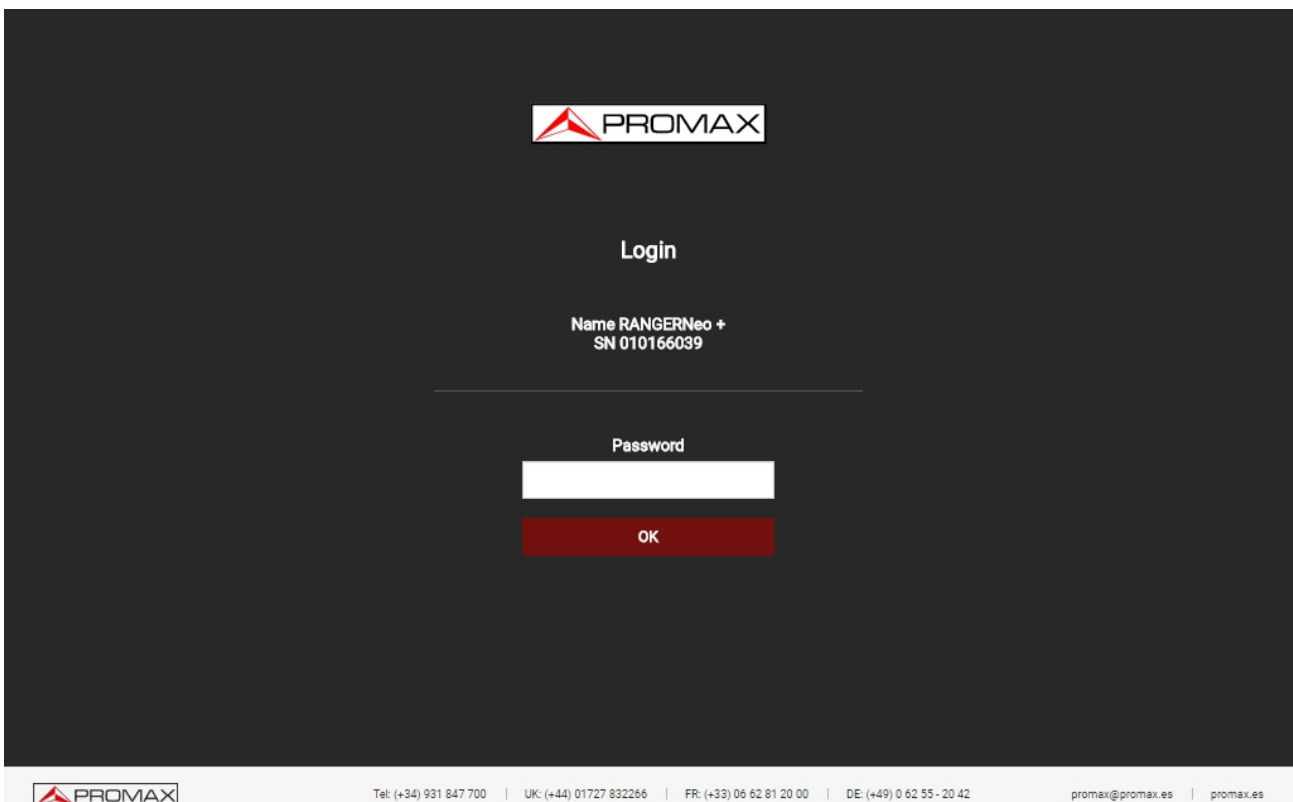 PROMAX
Login
Name RANGERNeo +
SN 010166039
Password
OK
PROMAX
Tel: (+34) 931 847 700 | UK: (+44) 01727 832266 | FR: (+33) 06 62 81 20 00 | DE: (+49) 0 62 55 - 20 42
promax@promax.es | promax.es